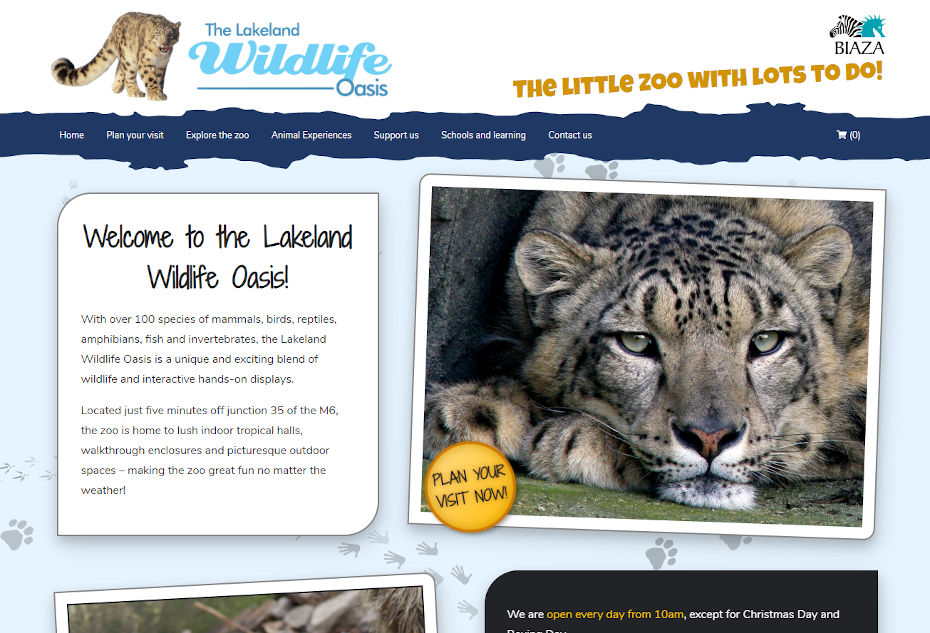 The Lakeland
Wildlife
Oasis
BIAZA
THE LITTLE ZOO WITH LOTS TO DO!
Home Plan your visit Explore the zoo Animal Experiences Support us Schools and learning Contact us (0)
Welcome to the Lakeland
Wildlife Oasis!
With over 100 species of mammals, birds, reptiles,
amphibians, fish and invertebrates, the Lakeland
Wildlife Oasis is a unique and exciting blend of
wildlife and interactive hands-on displays.
Located just five minutes off junction 35 of the M6,
the zoo is home to lush indoor tropical halls,
walkthrough enclosures and picturesque outdoor
spaces – making the zoo great fun no matter the
weather!
PLAN YOUR
VISIT NOW!
We are open every day from 10am, except for Christmas Day and
Boxing Day